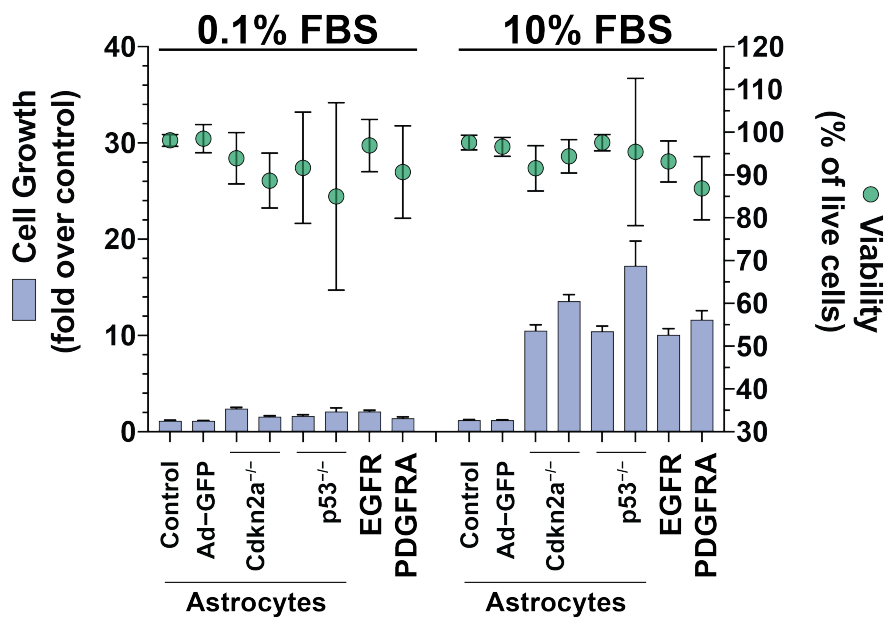 0.1% FBS
10% FBS
Cell Growth
(fold over control)
40
30
20
10
0
120
110
100
90
80
70
60
50
40
30
Viability
(% of live cells)
Control
Ad−GFP
Cdkn2a−/−
p53−/−
EGFR
PDGFRA
Control
Ad−GFP
Cdkn2a−/−
p53−/−
EGFR
PDGFRA
Astrocytes
Astrocytes